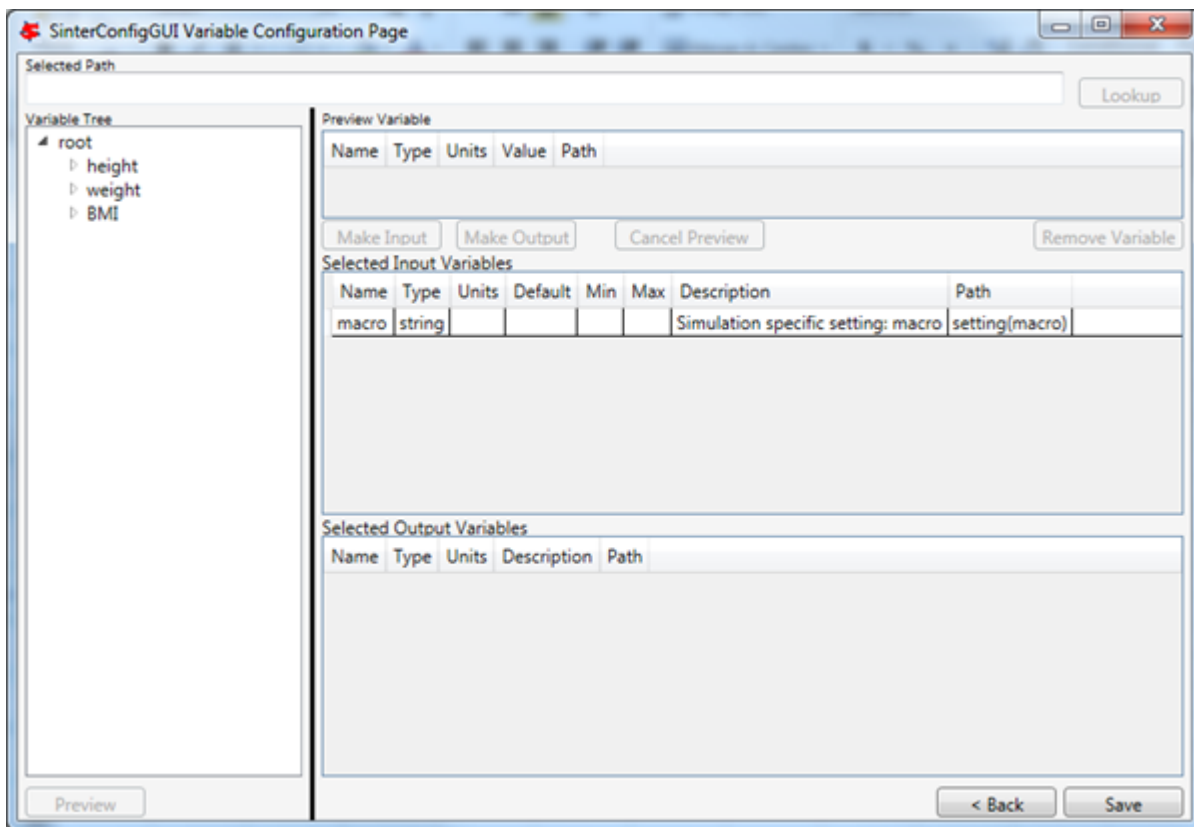 SinterConfigGUI Variable Configuration Page
Selected Path
Lookup
Variable Tree
root
height
weight
BMI
Preview Variable
Name Type Units Value Path
Make Input Make Output Cancel Preview Remove Variable
Selected Input Variables
Name Type Units Default Min Max Description Path
macro string Simulation specific setting: macro setting(macro)
Selected Output Variables
Name Type Units Description Path
Preview < Back Save